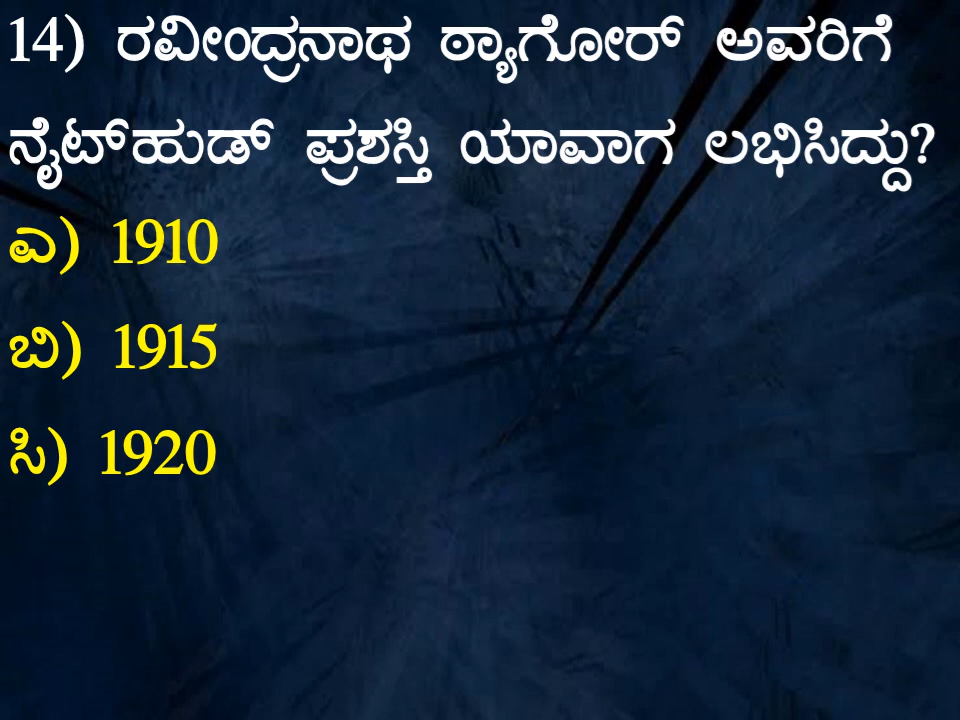 14) ರವೀಂದ್ರನಾಥ ಠ್ಯಾಗೋರ್ ಅವರಿಗೆ
ನೈಟ್‌ಹುಡ್ ಪ್ರಶಸ್ತಿ ಯಾವಾಗ ಲಭಿಸಿದ್ದು?
ಎ) 1910
ಬಿ) 1915
ಸಿ) 1920